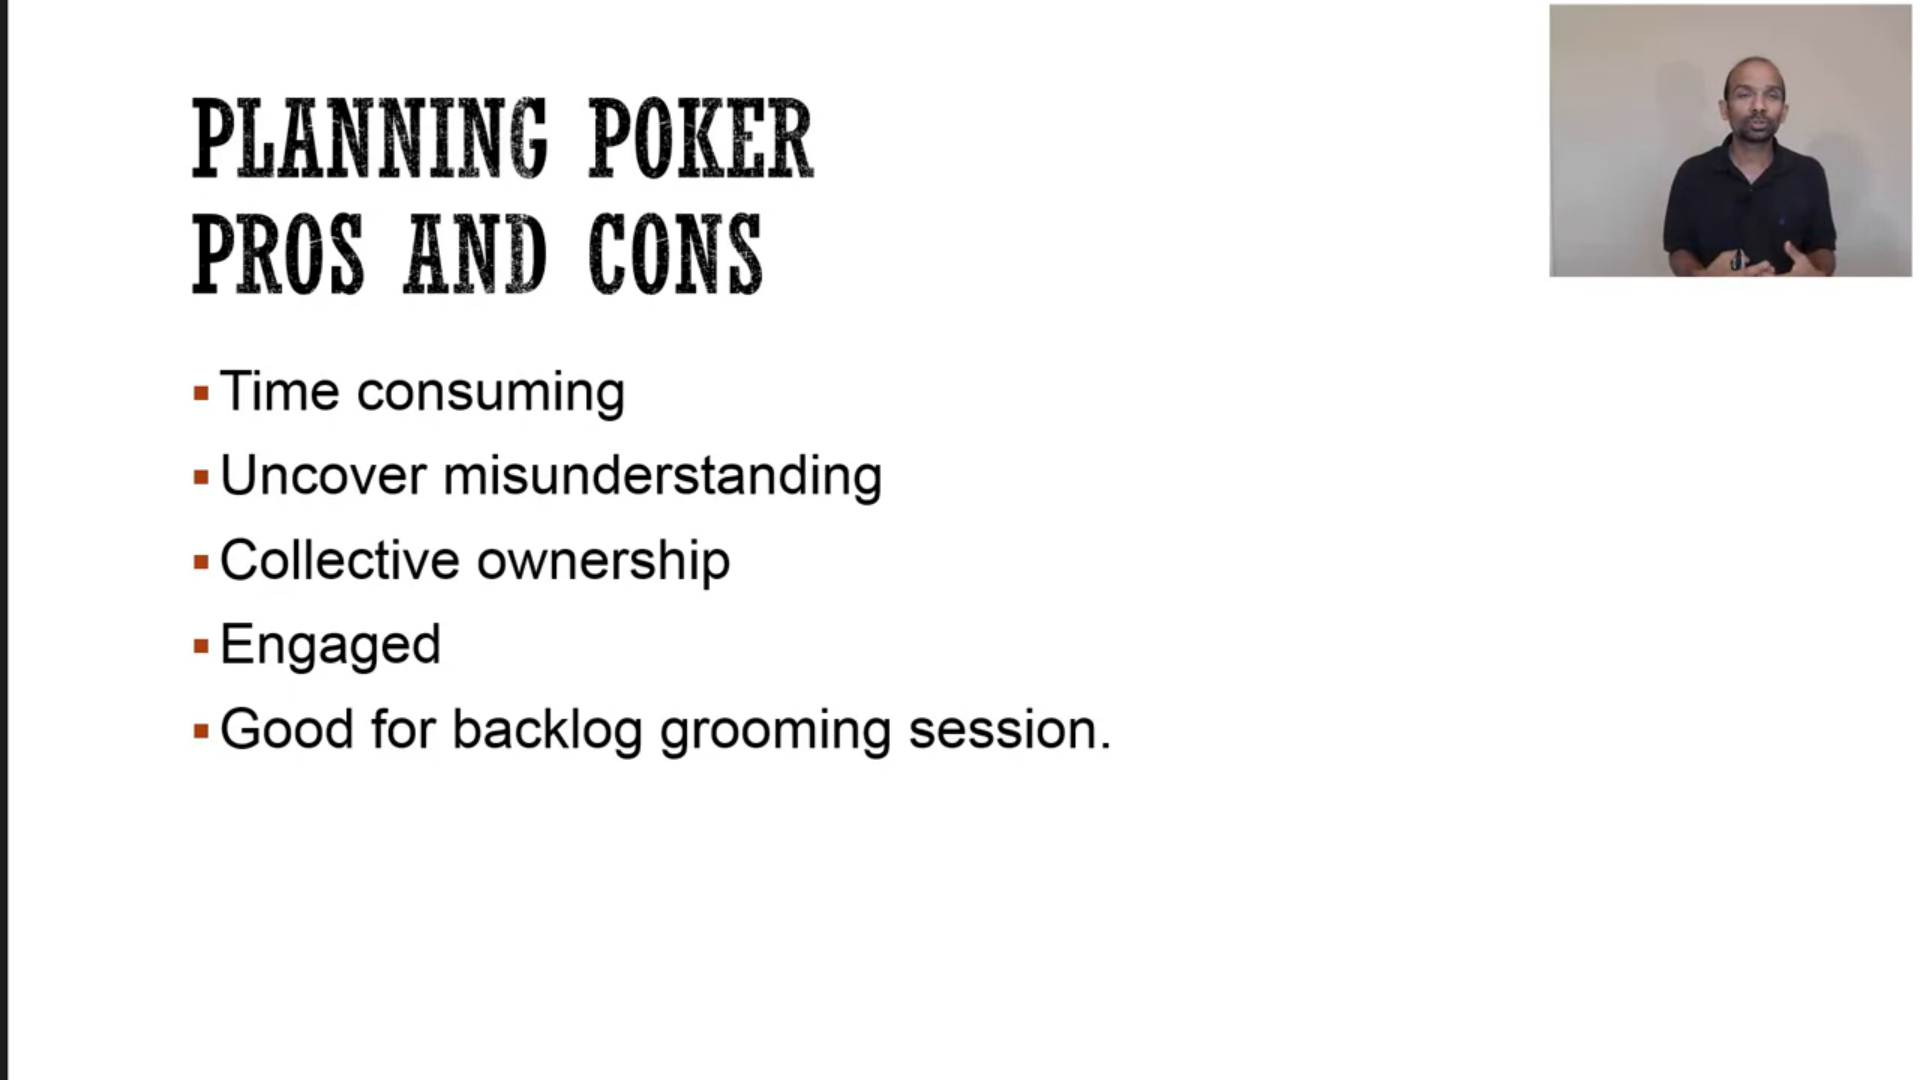 PLANNING POKER
PROS AND CONS
Time consuming
Uncover misunderstanding
Collective ownership
Engaged
Good for backlog grooming session.